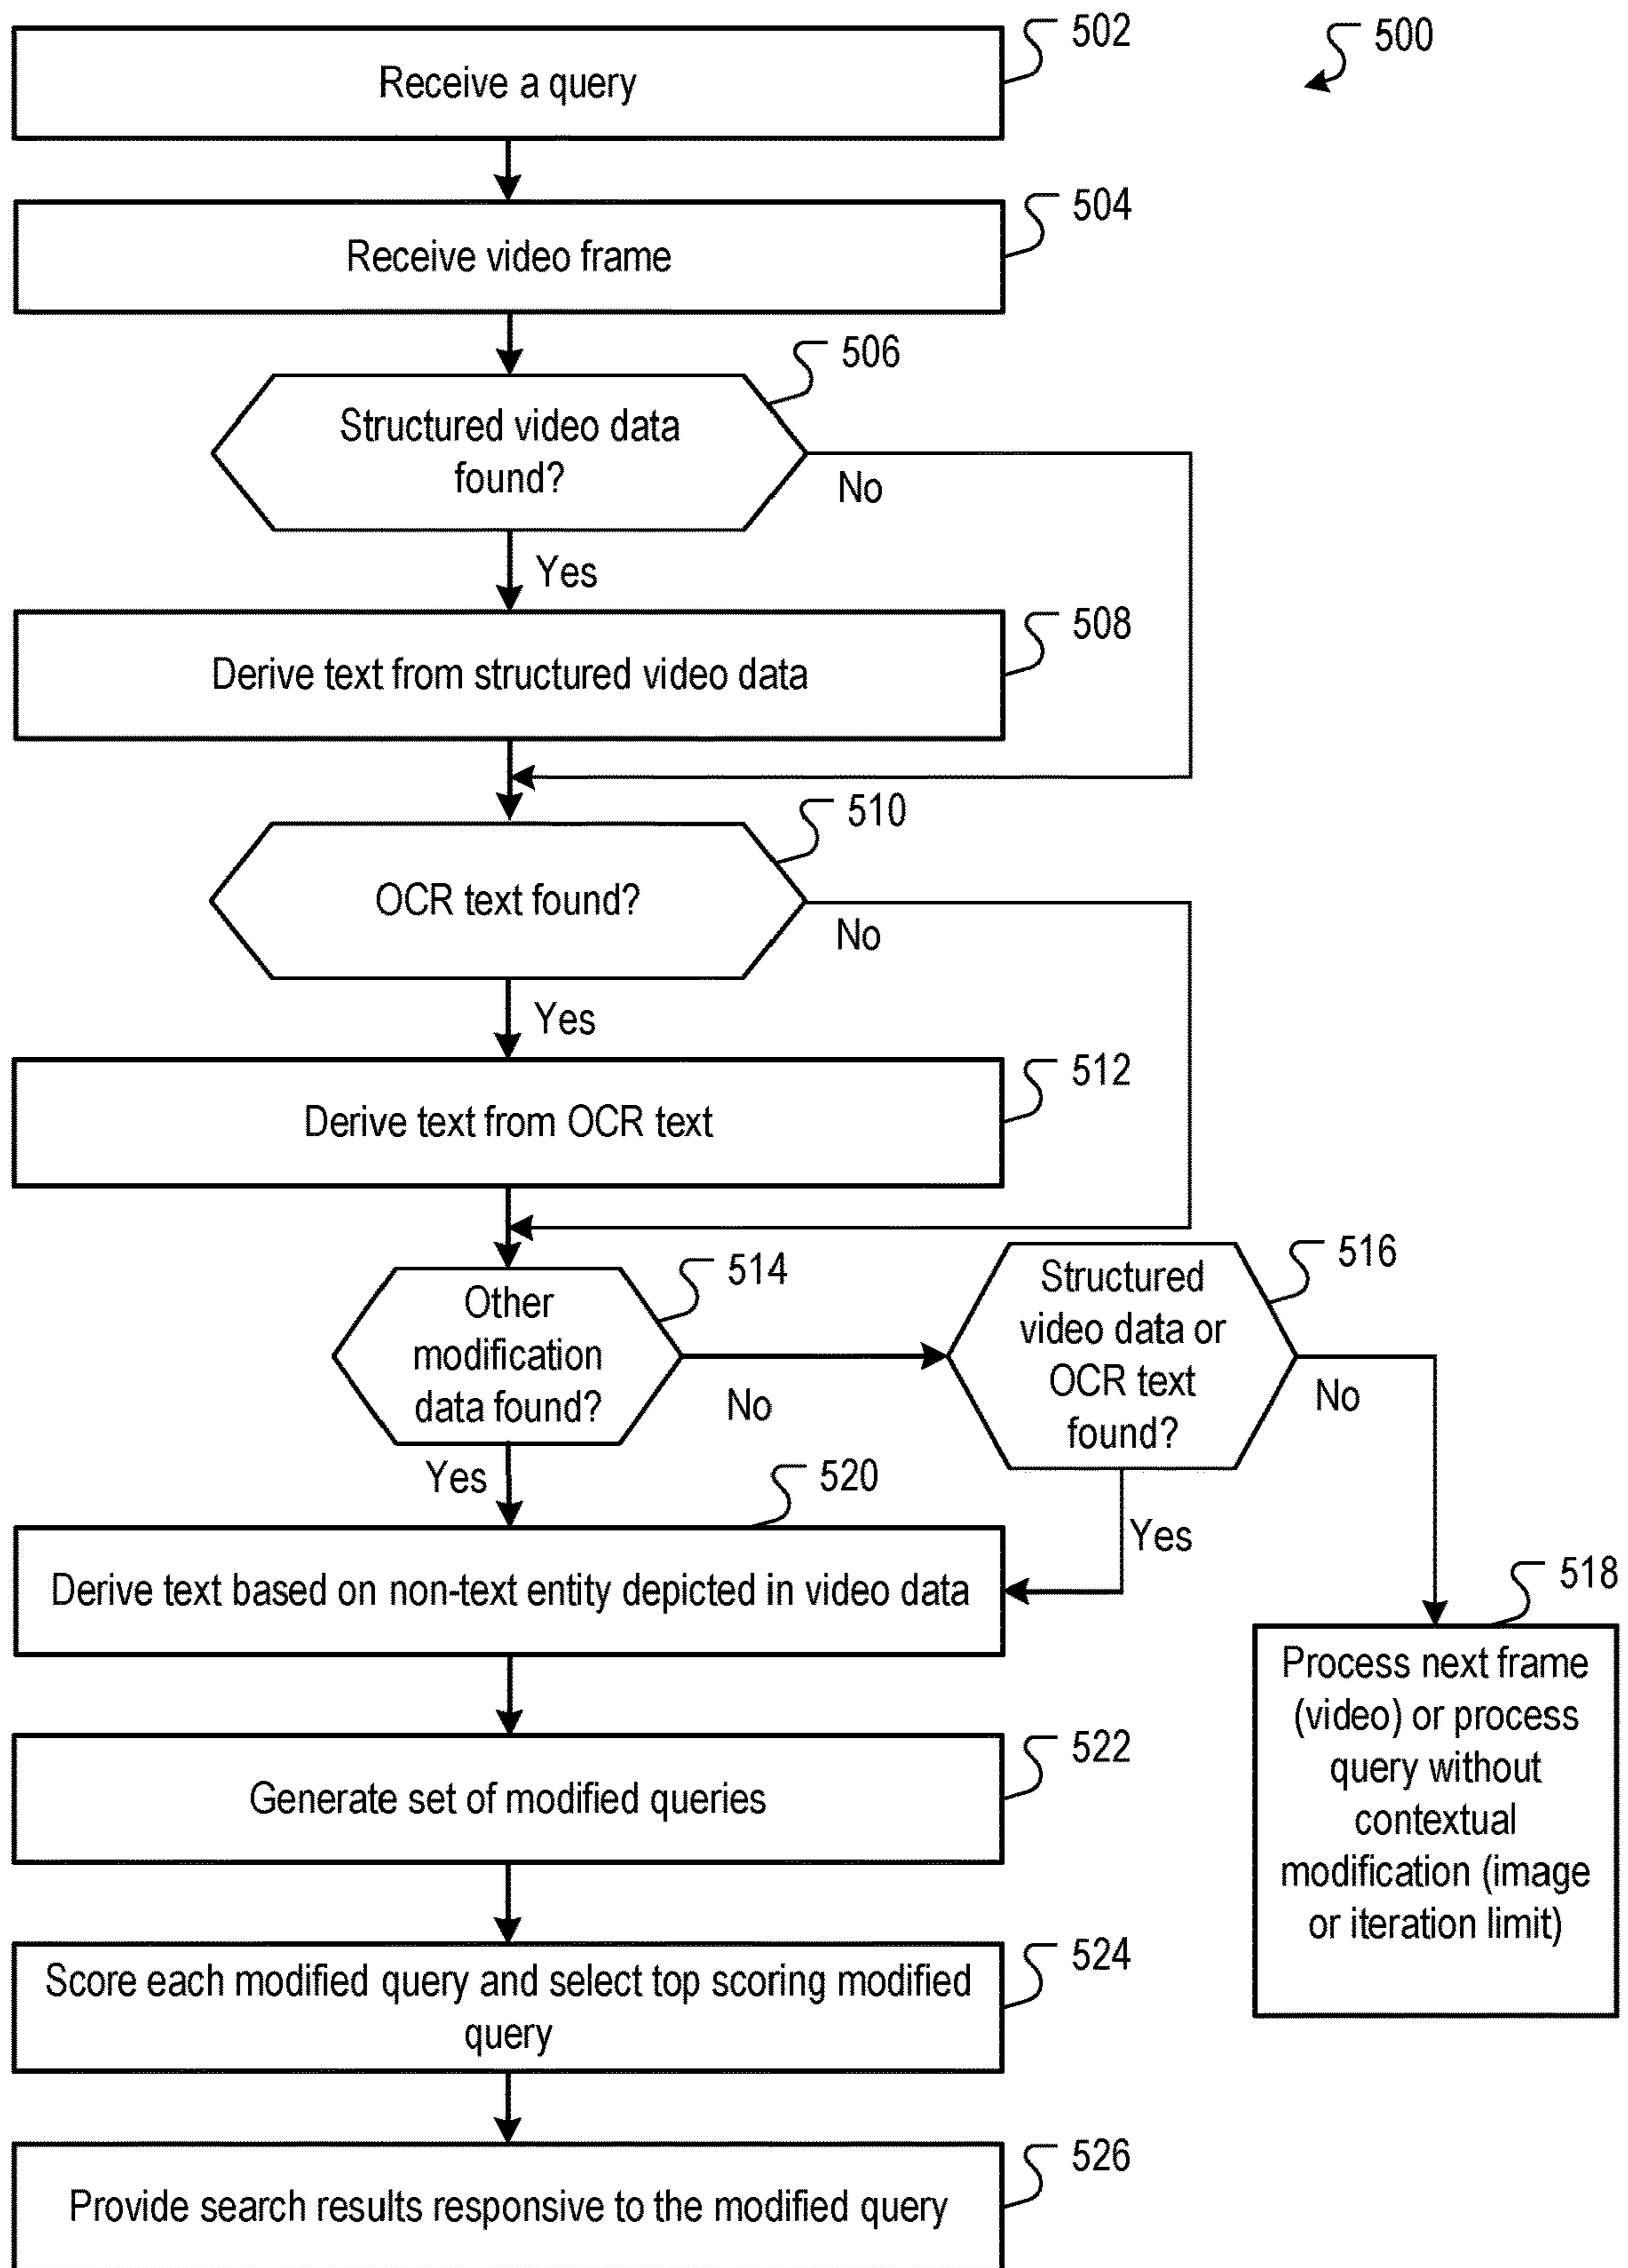 502
500
Receive a query
504
Receive video frame
506
Structured video data
found?
No
Yes
508
Derive text from structured video data
510
OCR text found?
No
Yes
512
Derive text from OCR text
514
Other
modification
data found?
No
Yes
516
Structured
video data or
OCR text
found?
No
Yes
520
Derive text based on non-text entity depicted in video data
518
Process next frame
(video) or process
query without
contextual
modification (image
or iteration limit)
522
Generate set of modified queries
524
Score each modified query and select top scoring modified
query
526
Provide search results responsive to the modified query